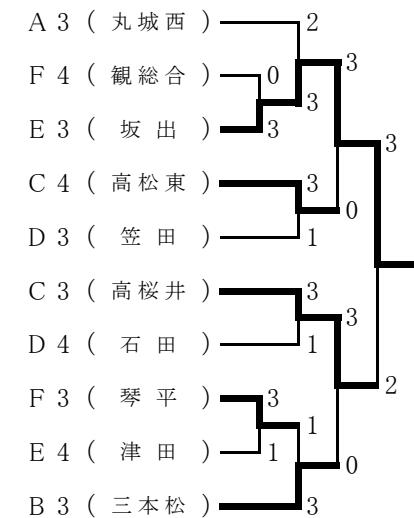 A 3 ( 丸城西 ) 2
3
F 4 ( 観総合 ) 0
3
E 3 ( 坂出 ) 3
3
C 4 ( 高松東 ) 3
0
D 3 ( 笠田 ) 1
C 3 ( 高桜井 ) 3
3
D 4 ( 石田 ) 1
2
F 3 ( 琴平 ) 3
1
E 4 ( 津田 ) 1
0
B 3 ( 三本松 ) 3